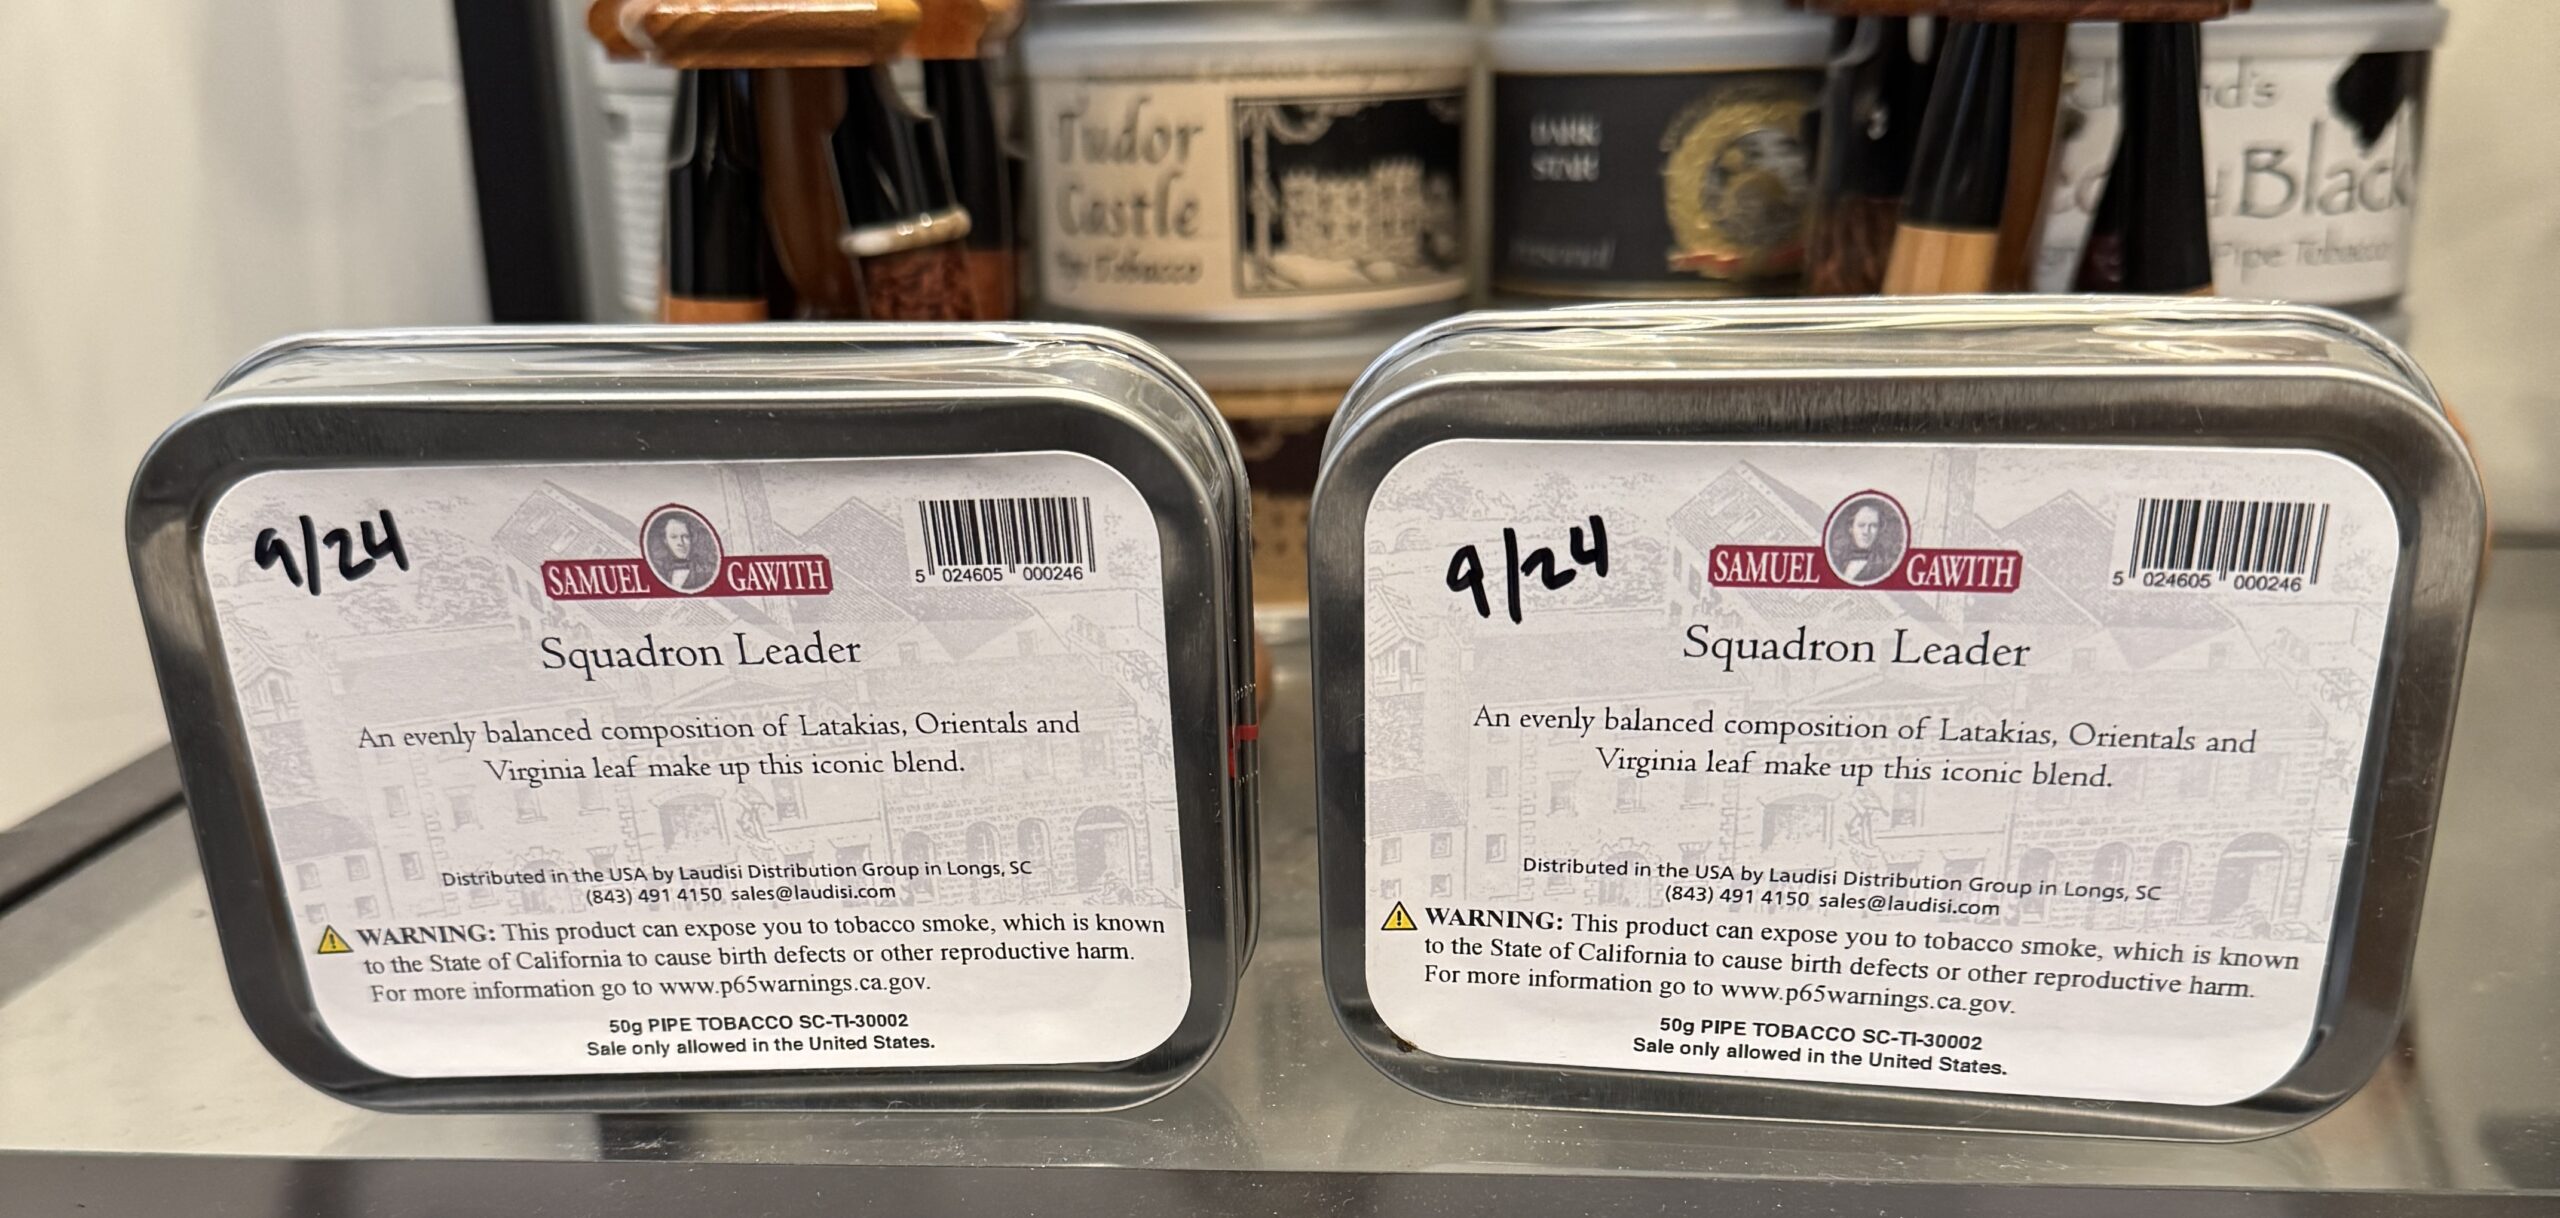 Tudor
Castle
Pipe Tobacco
DARK
STAR
nd's
Black
Pipe Tobacco
9/24
SAMUEL GAWITH
5 024605 000246
Squadron Leader
An evenly balanced composition of Latakias, Orientals and
Virginia leaf make up this iconic blend.
Distributed in the USA by Laudisi Distribution Group in Longs, SC
(843) 491 4150 sales@laudisi.com
WARNING: This product can expose you to tobacco smoke, which is known
to the State of California to cause birth defects or other reproductive harm.
For more information go to www.p65warnings.ca.gov.
50g PIPE TOBACCO SC-TI-30002
Sale only allowed in the United States.
9/24
SAMUEL GAWITH
5 024605 000246
Squadron Leader
An evenly balanced composition of Latakias, Orientals and
Virginia leaf make up this iconic blend.
Distributed in the USA by Laudisi Distribution Group in Longs, SC
(843) 491 4150 sales@laudisi.com
WARNING: This product can expose you to tobacco smoke, which is known
to the State of California to cause birth defects or other reproductive harm.
For more information go to www.p65warnings.ca.gov.
50g PIPE TOBACCO SC-TI-30002
Sale only allowed in the United States.